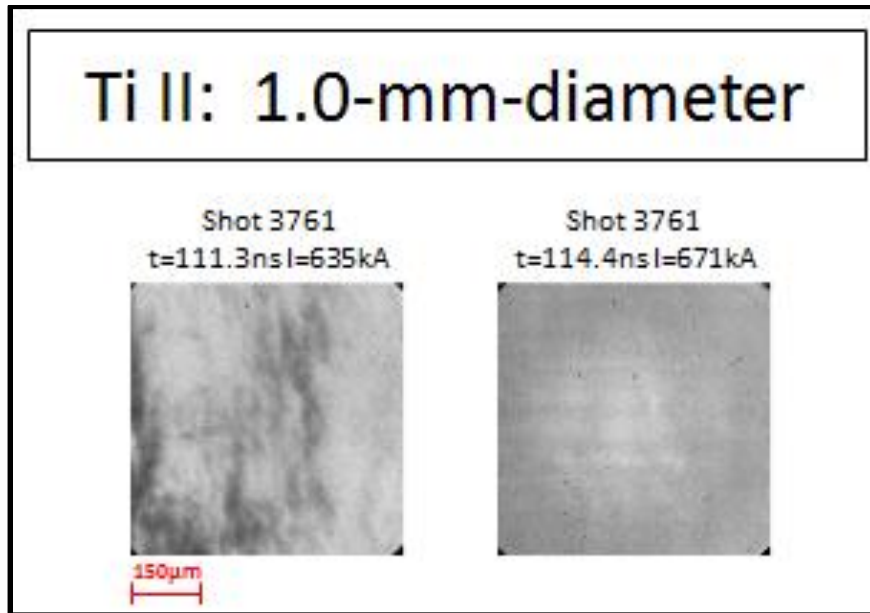 Ti II: 1.0-mm-diameter
Shot 3761
t=111.3ns I=635kA
Shot 3761
t=114.4ns I=671kA
150μm